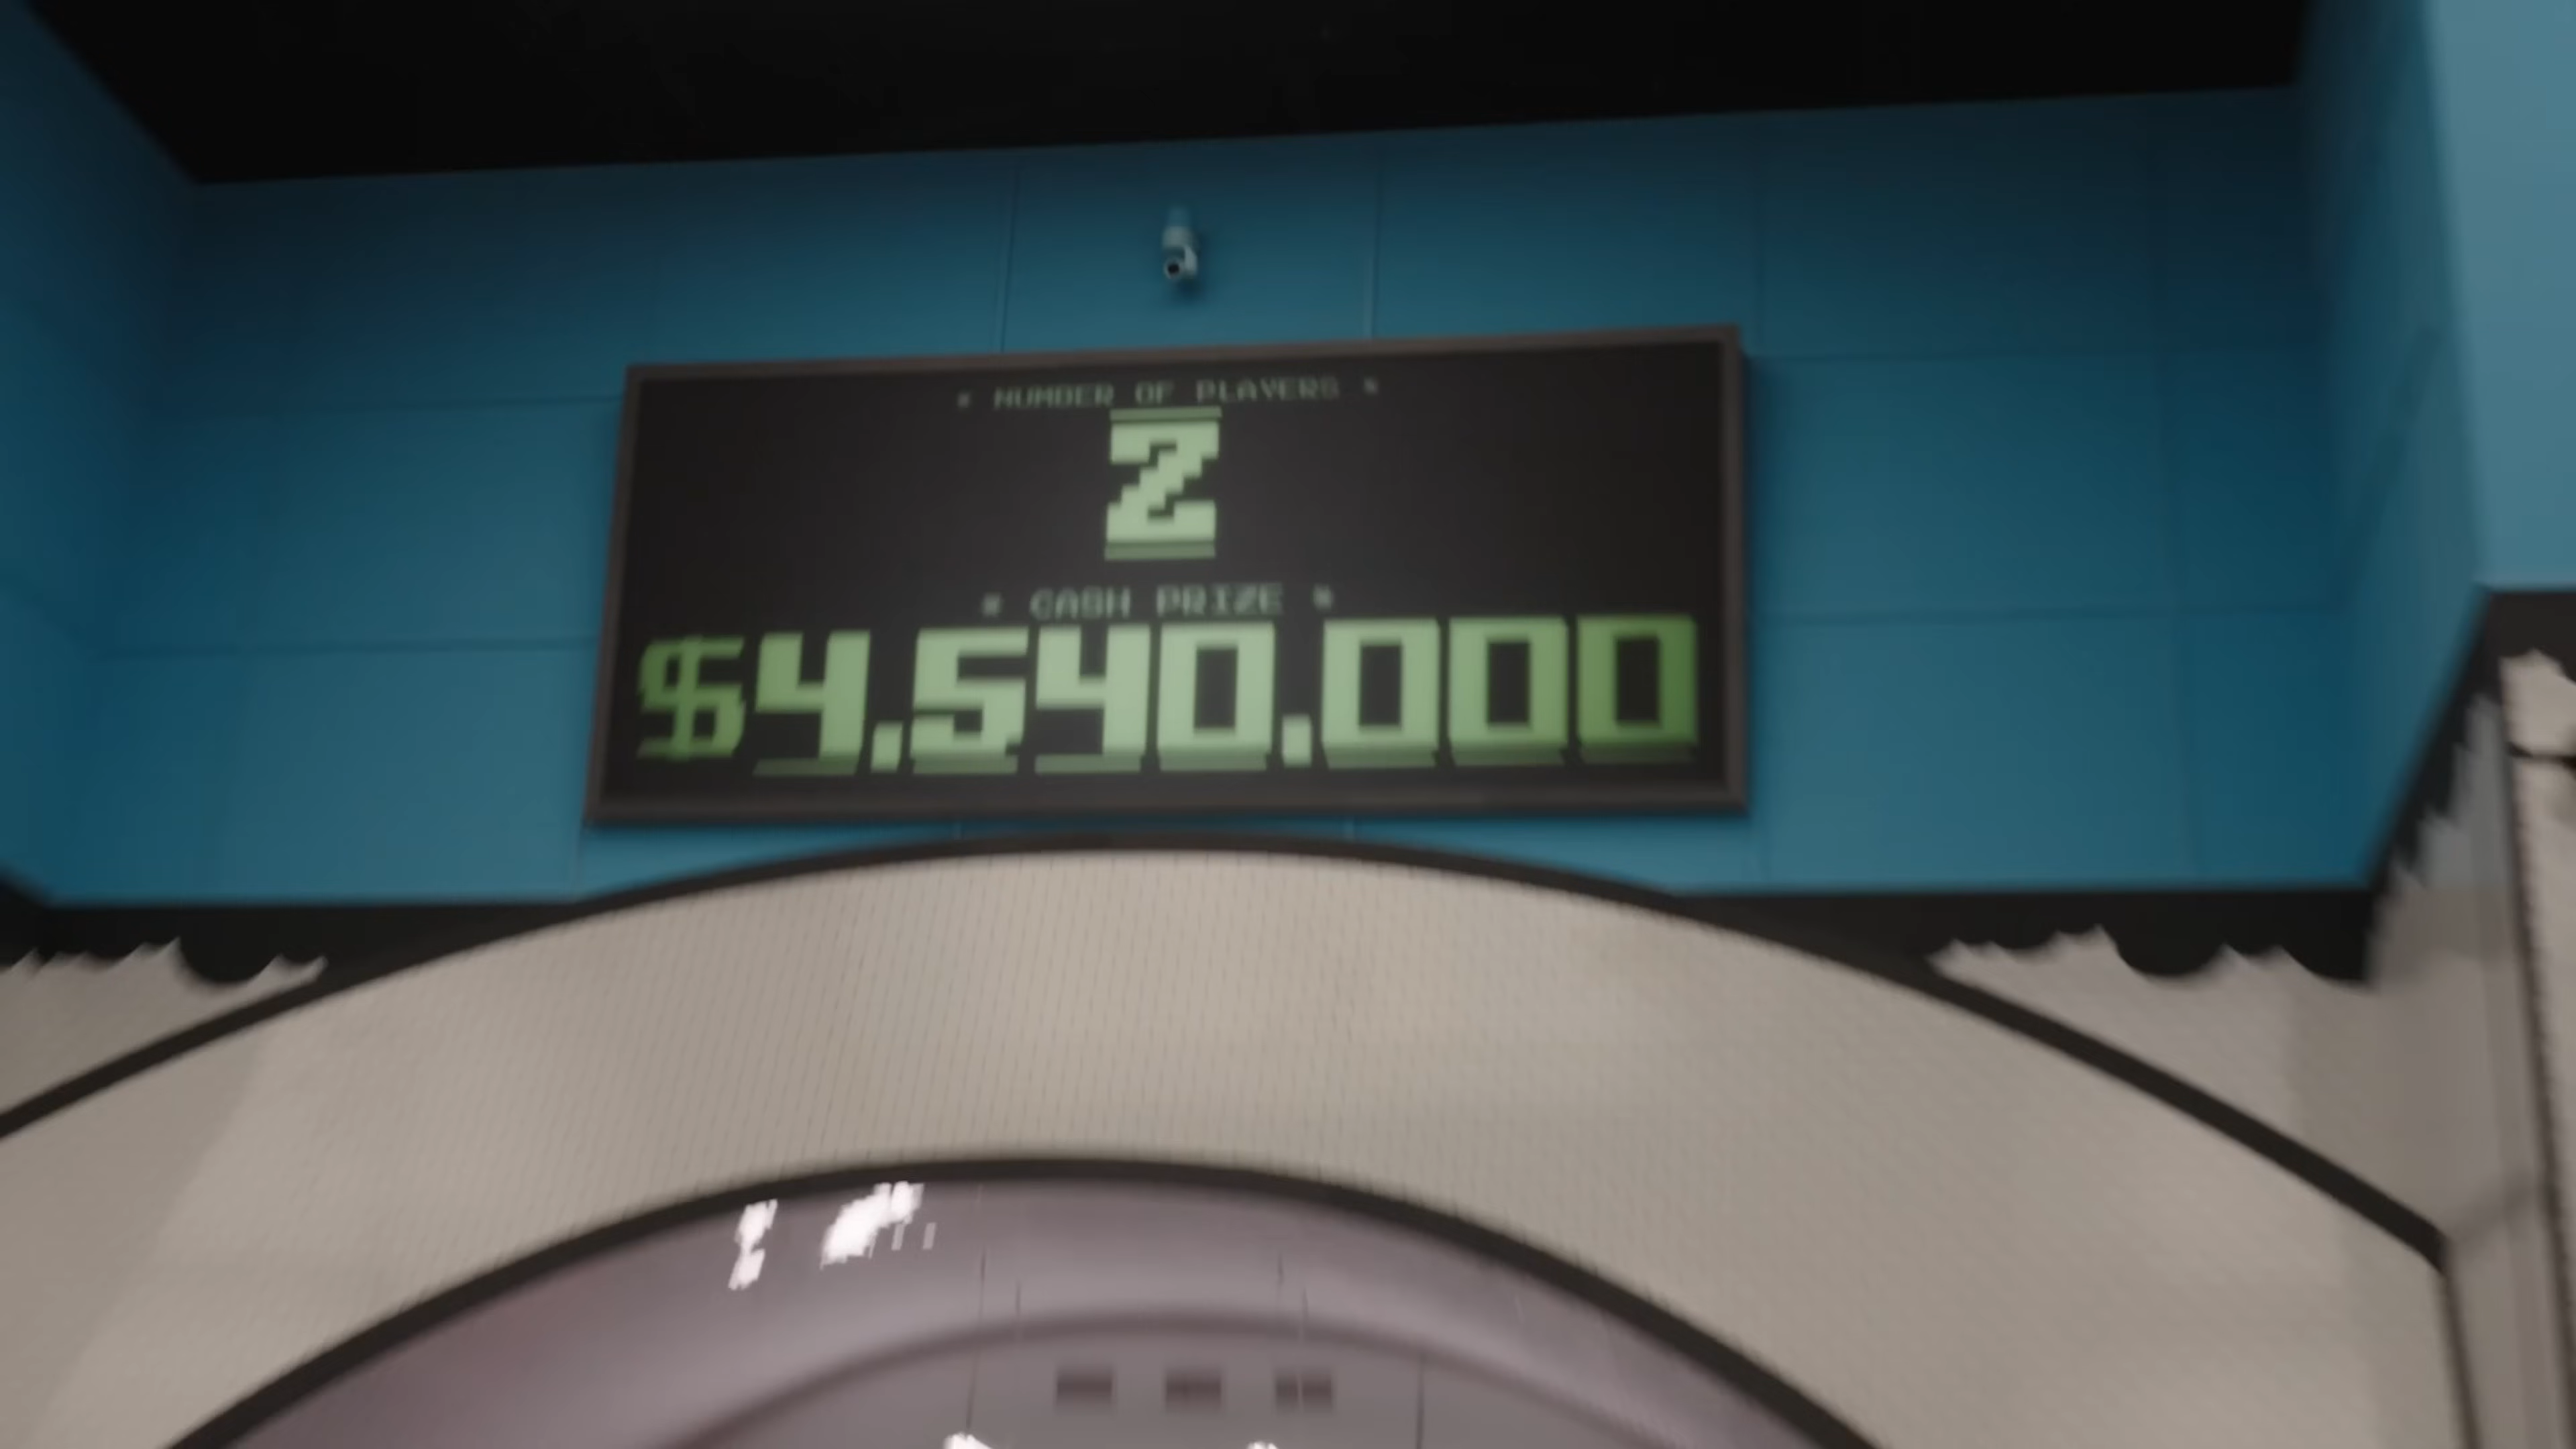 * NUMBER OF PLAYERS *
2
* CASH PRIZE *
$4,540,000